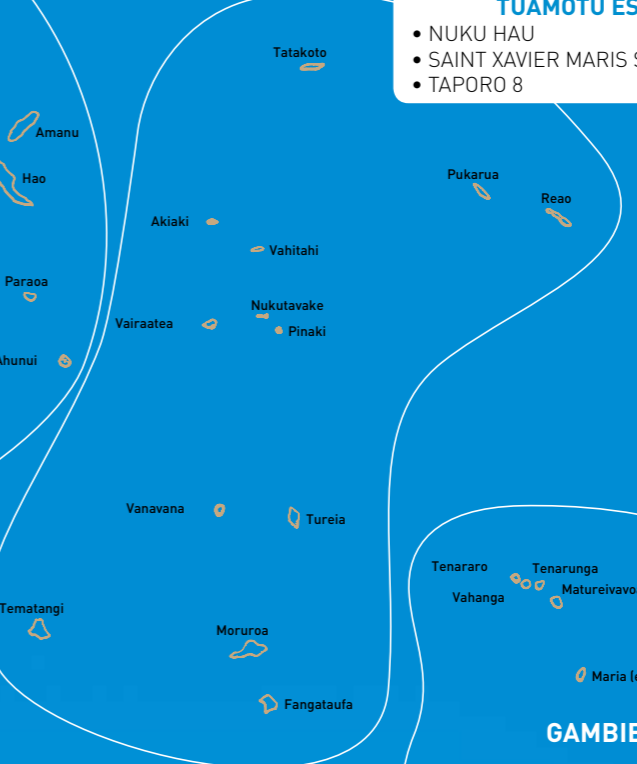 TUAMOTU ES
• NUKU HAU
• SAINT XAVIER MARIS S
• TAPORO 8
Tatakoto
Amanu
Hao
Pukarua
Reao
Akiaki
Vahitahi
Paraoa
Nukutavake
Vairaatea
Pinaki
Ahunui
Vanavana
Tureia
Tenararo
Tenarunga
Vahanga
Matureivavo
Tematangi
Moruroa
Maria (e
Fangataufa
GAMBIE